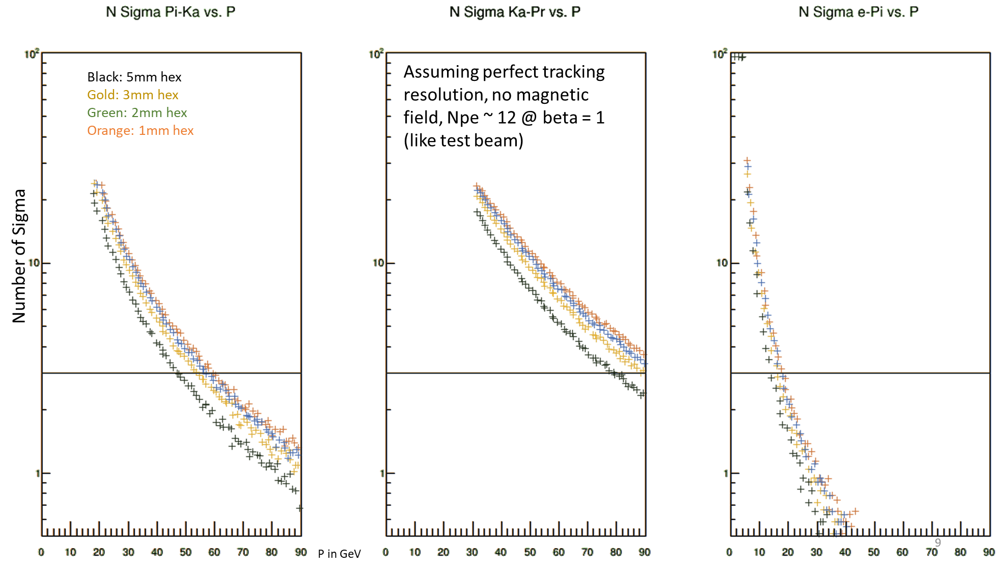 N Sigma Pi-Ka vs. P
N Sigma Ka-Pr vs. P
N Sigma e-Pi vs. P
Number of Sigma
10²
10
1
Black: 5mm hex
Gold: 3mm hex
Green: 2mm hex
Orange: 1mm hex
0 10 20 30 40 50 60 70 80 90
P in GeV
10²
10
1
Assuming perfect tracking
resolution, no magnetic
field, Npe ~ 12 @ beta = 1
(like test beam)
0 10 20 30 40 50 60 70 80 90
10²
10
1
9
0 10 20 30 40 50 60 70 80 90